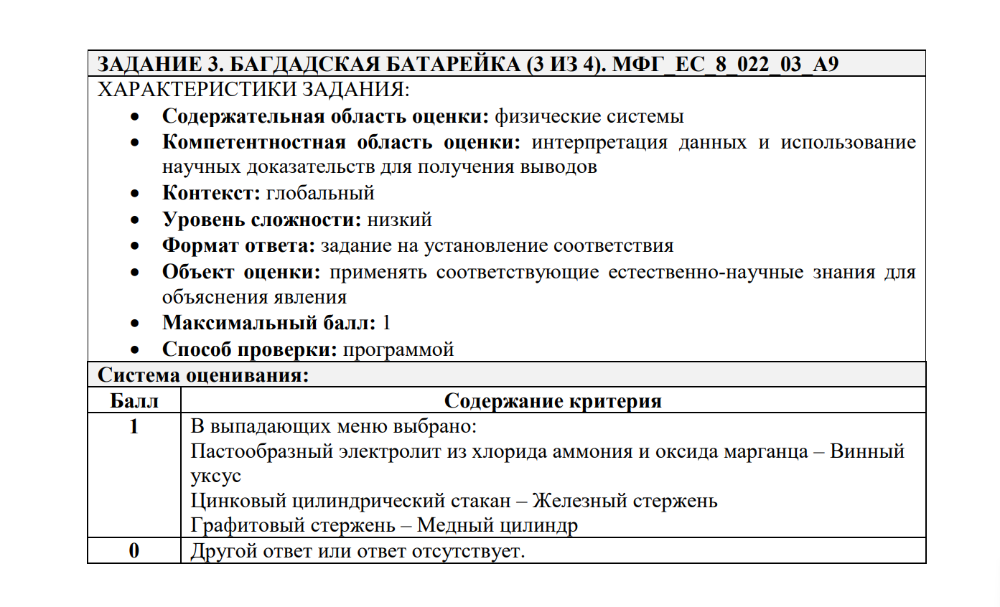 ЗАДАНИЕ 3. БАГДАДСКАЯ БАТАРЕЙКА (3 ИЗ 4). МФГ_ЕС_8_022_03_А9
ХАРАКТЕРИСТИКИ ЗАДАНИЯ:
• Содержательная область оценки: физические системы
• Компетентностная область оценки: интерпретация данных и использование
научных доказательств для получения выводов
• Контекст: глобальный
• Уровень сложности: низкий
• Формат ответа: задание на установление соответствия
• Объект оценки: применять соответствующие естественно-научные знания для
объяснения явления
• Максимальный балл: 1
• Способ проверки: программой
Система оценивания:
Балл Содержание критерия
1 В выпадающих меню выбрано:
Пастообразный электролит из хлорида аммония и оксида марганца – Винный
уксус
Цинковый цилиндрический стакан – Железный стержень
Графитовый стержень – Медный цилиндр
0 Другой ответ или ответ отсутствует.